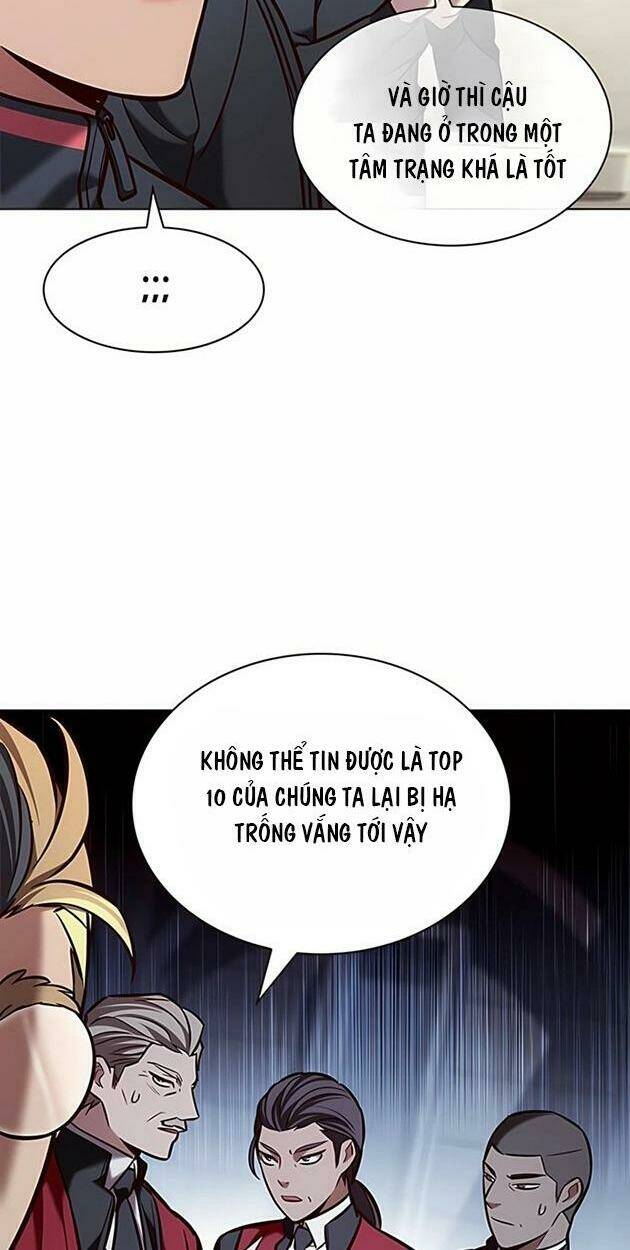 VÀ GIỜ THÌ CẬU
TA ĐANG Ở TRONG MỘT
TÂM TRẠNG KHÁ LÀ TỐT
;;;
KHÔNG THỂ TIN ĐƯỢC LÀ TOP
10 CỦA CHÚNG TA LẠI BỊ HẠ
TRỐNG VẮNG TỚI VẬY